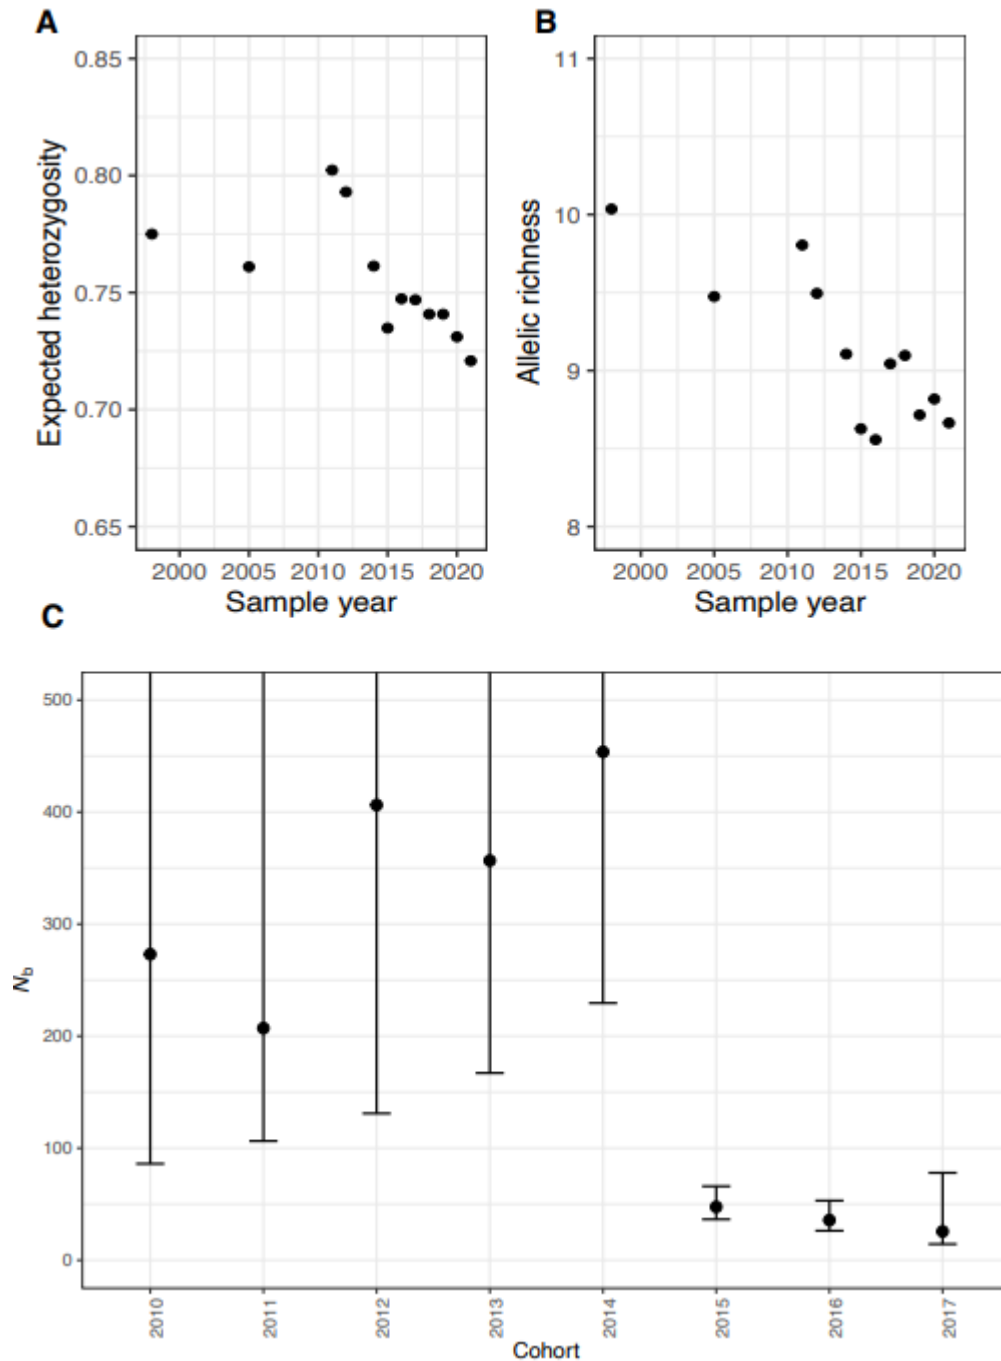 A
Expected heterozygosity
0.85
0.80
0.75
0.70
0.65
2000 2005 2010 2015 2020
Sample year
B
Allelic richness
11
10
9
8
2000 2005 2010 2015 2020
Sample year
C
Nb
500
400
300
200
100
0
2010 2011 2012 2013 2014 2015 2016 2017
Cohort